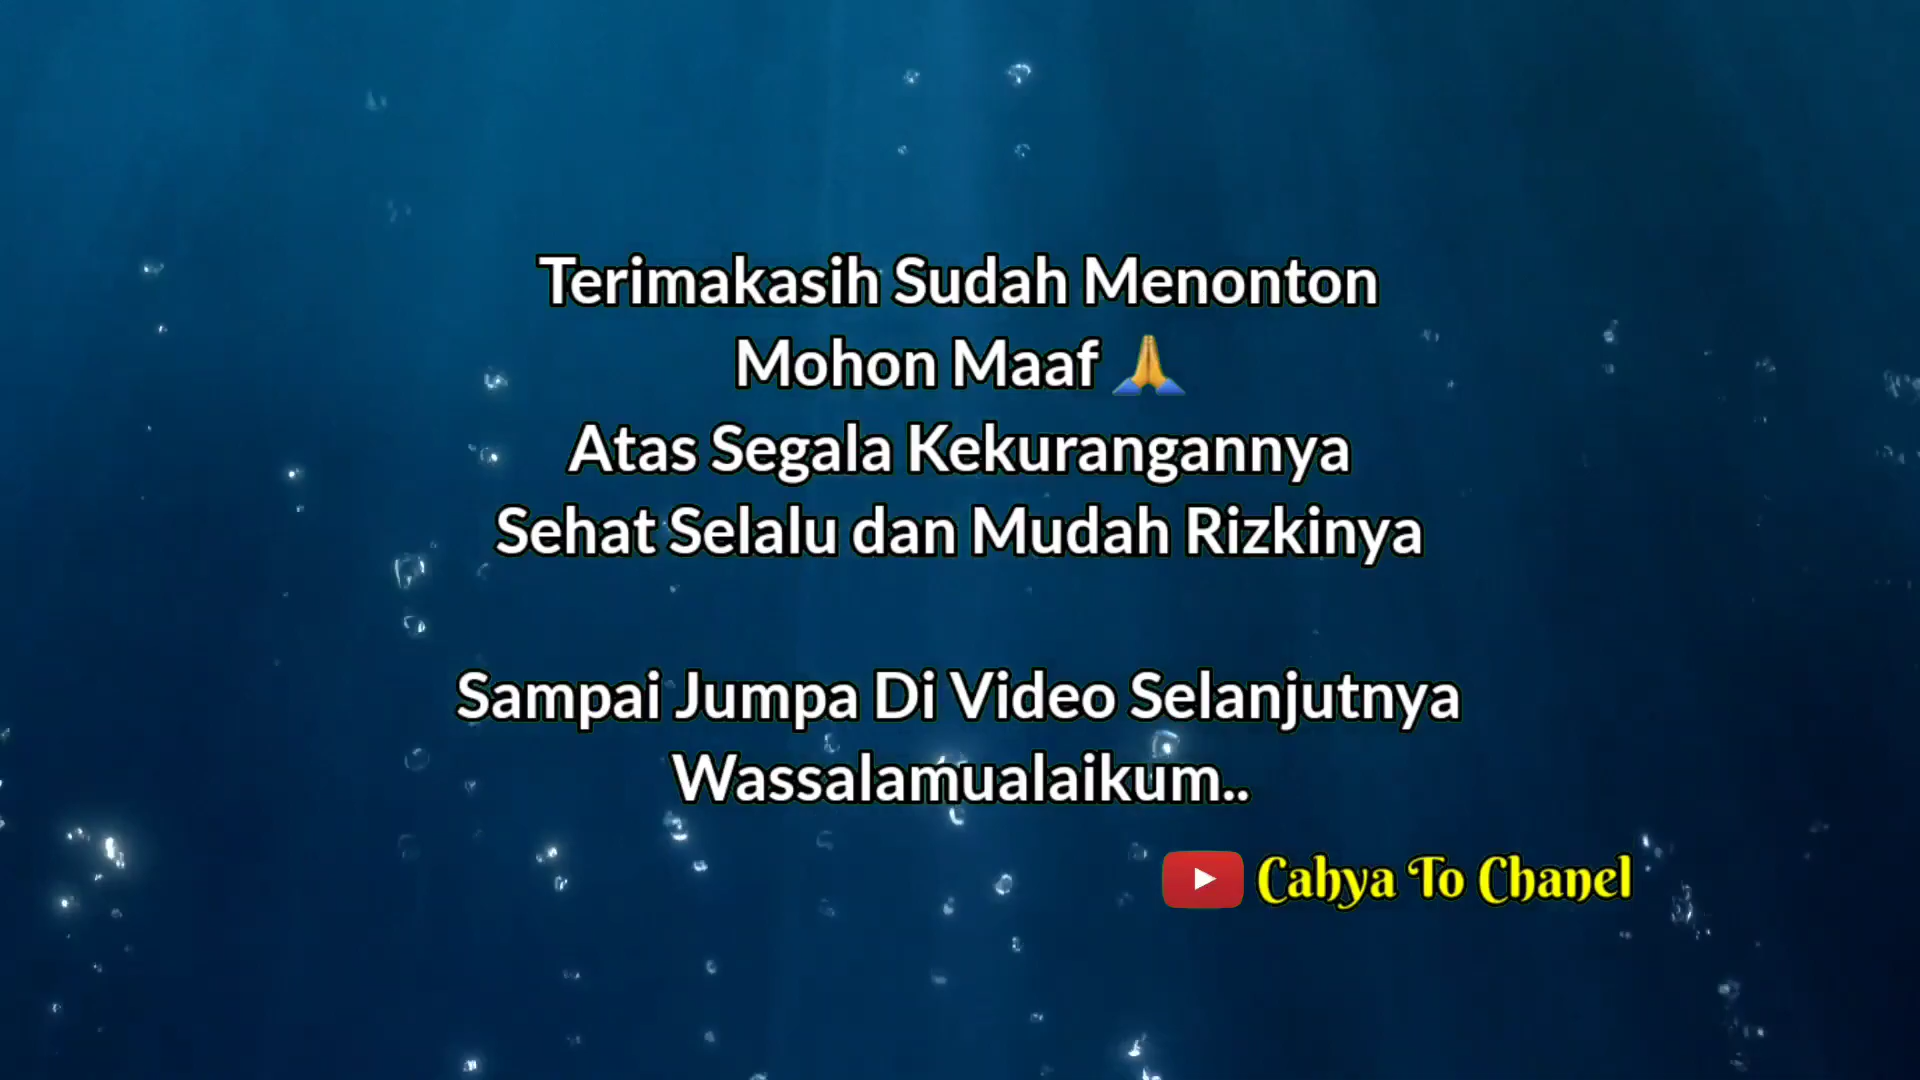 Terimakasih Sudah Menonton
Mohon Maaf 🙏
Atas Segala Kekurangannya
Sehat Selalu dan Mudah Rizkinya
Sampai Jumpa Di Video Selanjutnya
Wassalamualaikum..
Cahya To Chanel